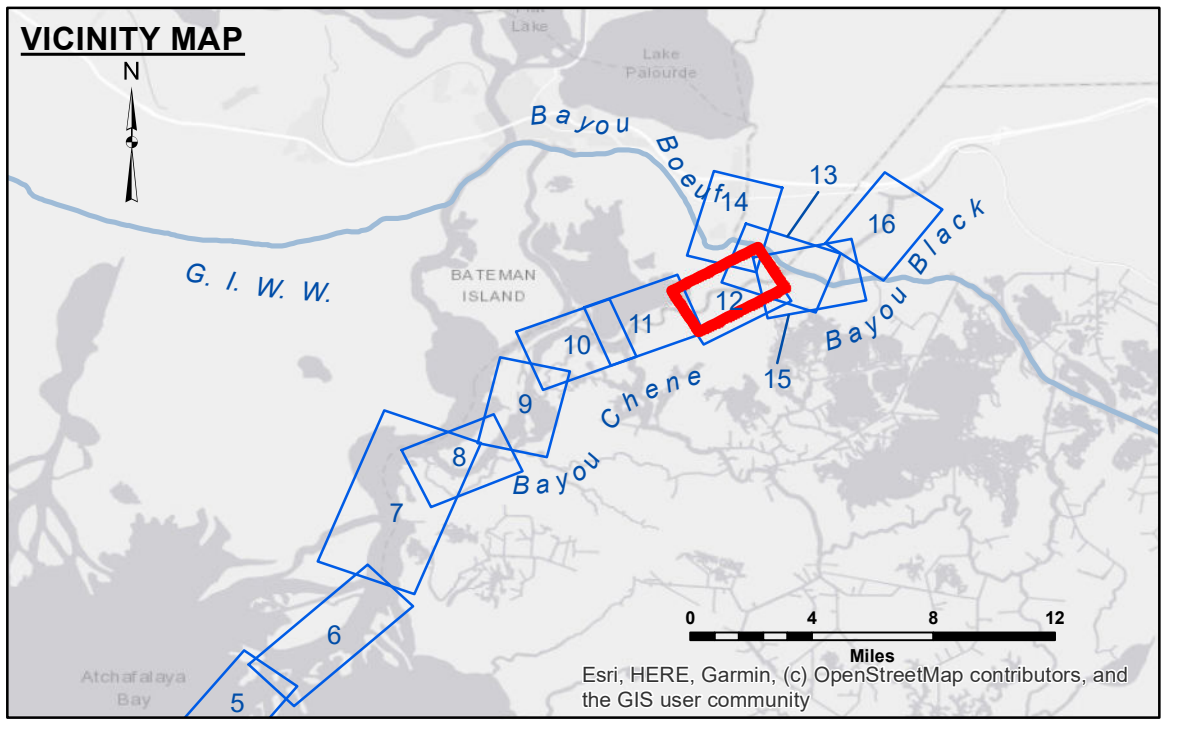 VICINITY MAP
N
Lake
Lake
Palourde
Bayou
Boeuf
13
14
16
Bayou Black
G. I. W. W.
BATEMAN
ISLAND
12
11
10
15
9
Bayou Chene
8
7
6
5
0 4 8 12
Miles
Atchafalaya
Bay
Esri, HERE, Garmin, (c) OpenStreetMap contributors, and
the GIS user community